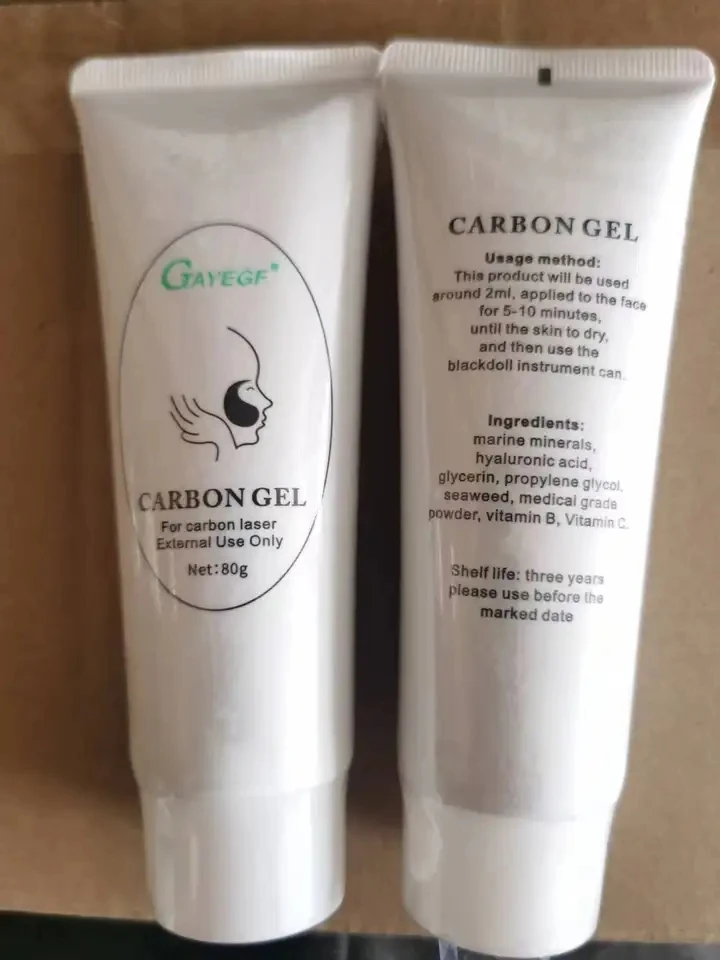 GAYEGF
CARBON GEL
For carbon laser
External Use Only
Net:80g
CARBON GEL
Usage method:
This product will be used
around 2ml, applied to the face
for 5-10 minutes,
until the skin to dry,
and then use the
blackdoll instrument can.
Ingredients:
marine minerals,
hyaluronic acid,
glycerin, propylene glycol,
seaweed, medical grade
powder, vitamin B, Vitamin C.
Shelf life: three years
please use before the
marked date